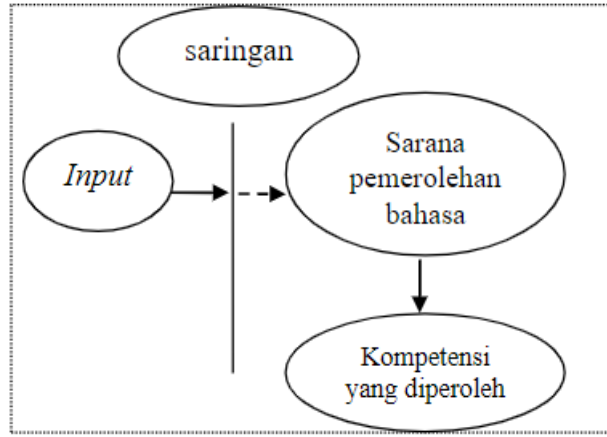 saringan
Input
Sarana
pemerolehan
bahasa
Kompetensi
yang diperoleh